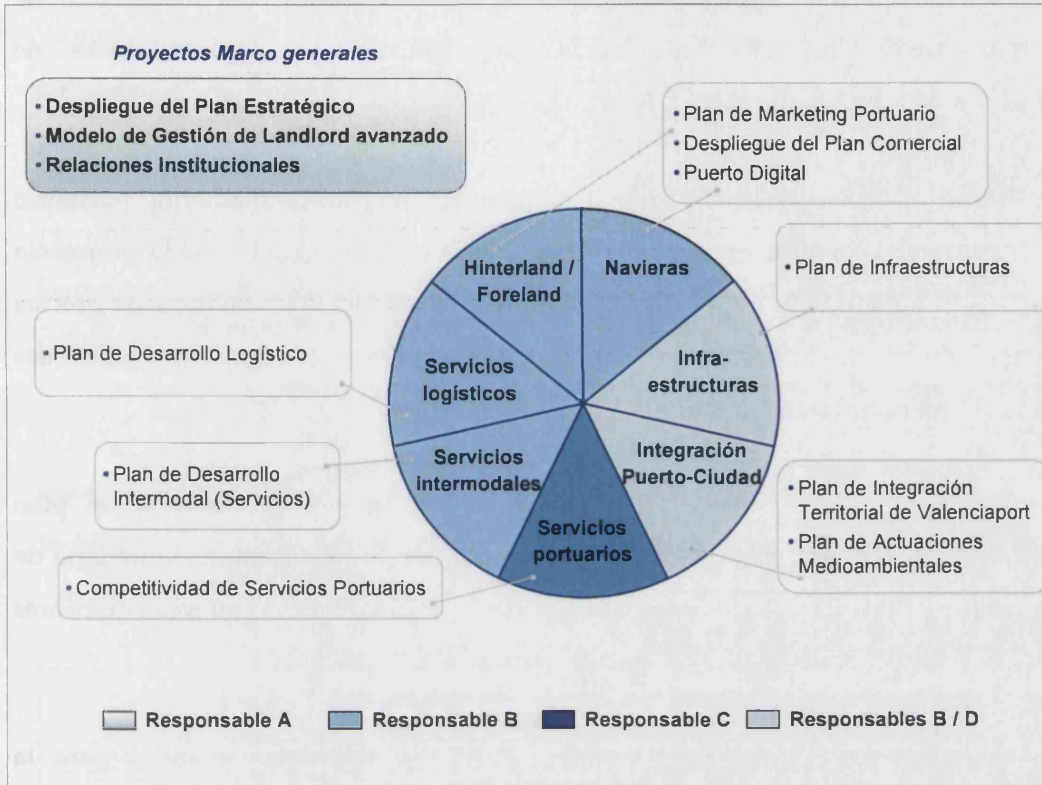 Proyectos Marco generales
• Despliegue del Plan Estratégico
• Modelo de Gestión de Landlord avanzado
• Relaciones Institucionales
• Plan de Marketing Portuario
• Despliegue del Plan Comercial
• Puerto Digital
Hinterland /
Foreland
Navieras
• Plan de Infraestructuras
• Plan de Desarrollo Logístico
Servicios
logísticos
Infra-
estructuras
• Plan de Desarrollo
Intermodal (Servicios)
Servicios
intermodales
Integración
Puerto-Ciudad
• Plan de Integración
Territorial de Valenciaport
• Plan de Actuaciones
Medioambientales
Servicios
portuarios
• Competitividad de Servicios Portuarios
Responsable A
Responsable B
Responsable C
Responsables B / D